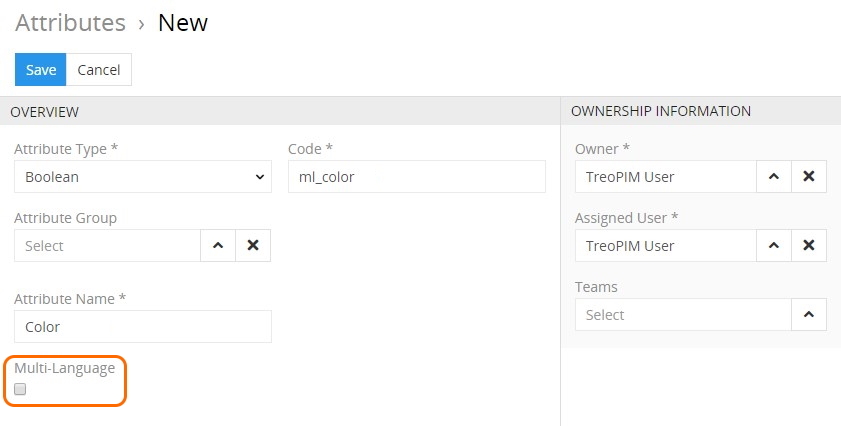 Attributes › New
Save Cancel
OVERVIEW
Attribute Type * Code *
Boolean ml_color
Attribute Group
Select
Attribute Name *
Color
Multi-Language
OWNERSHIP INFORMATION
Owner *
TreoPIM User
Assigned User *
TreoPIM User
Teams
Select